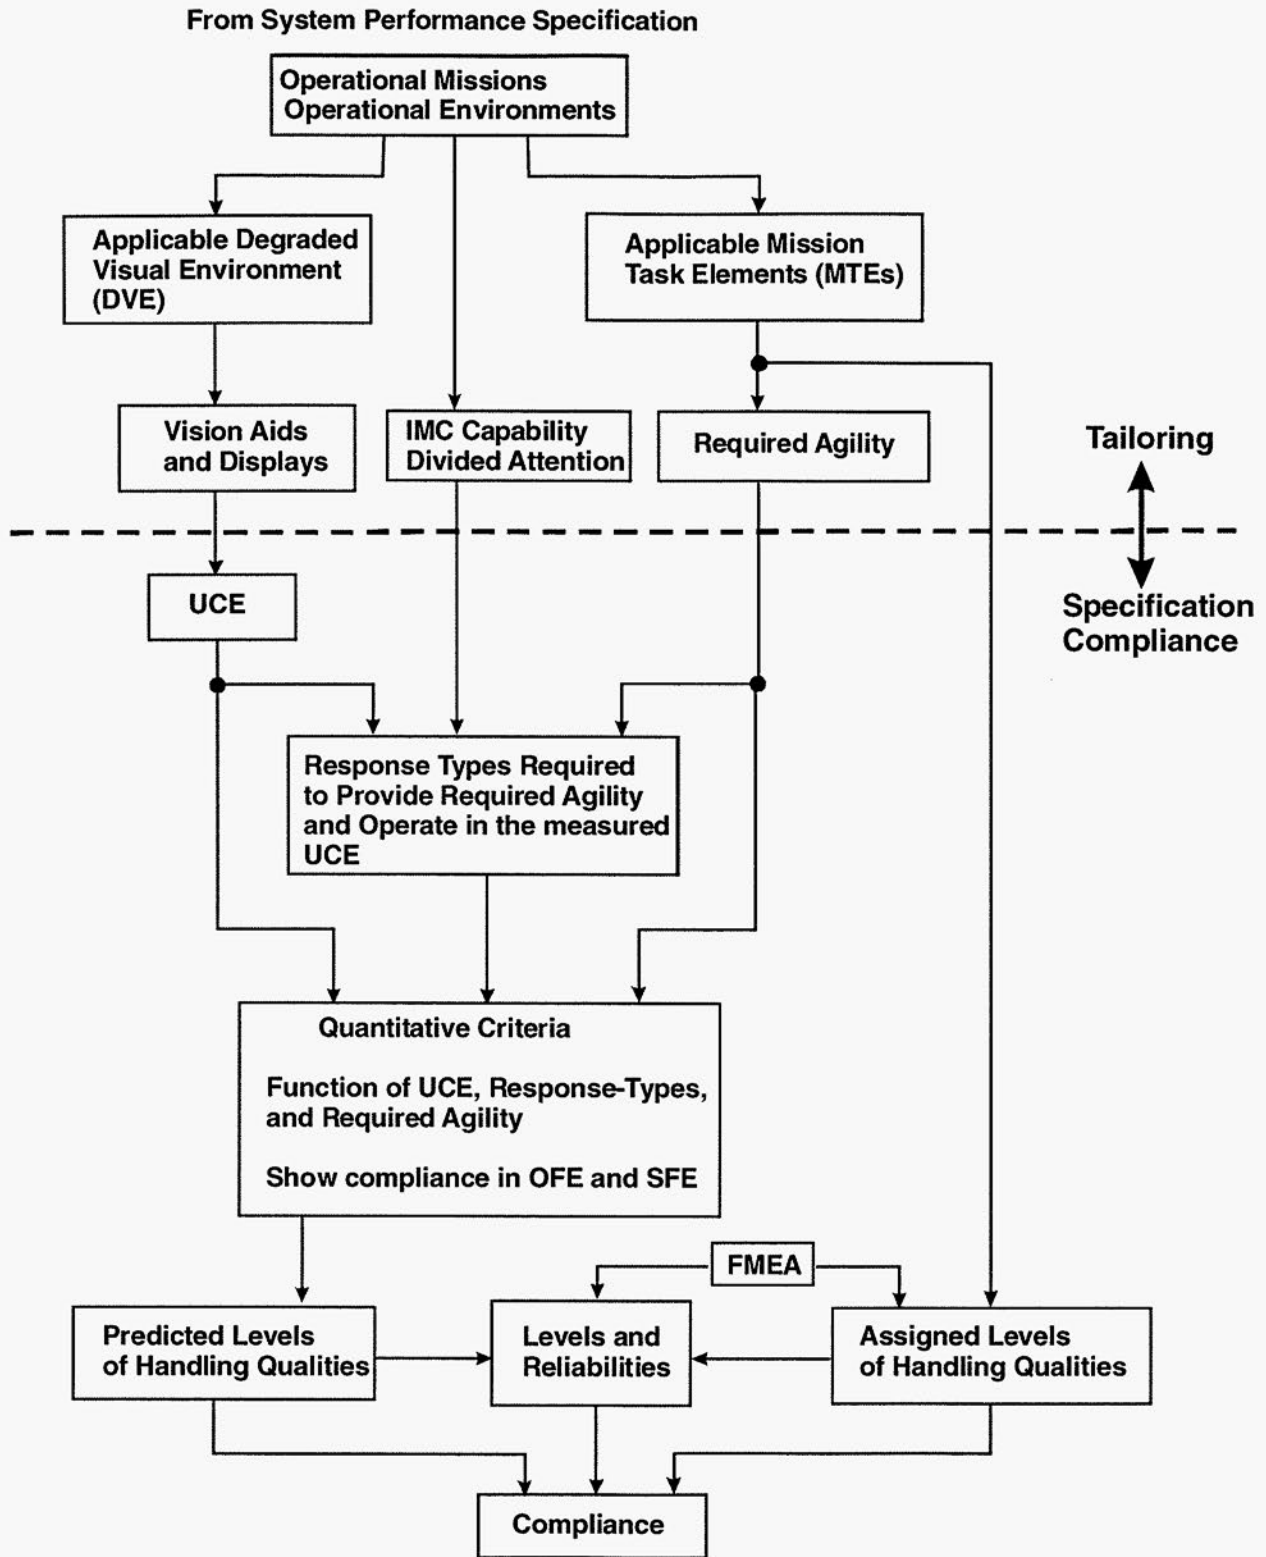 From System Performance Specification
Operational Missions
Operational Environments
Applicable Degraded
Visual Environment
(DVE)
Applicable Mission
Task Elements (MTEs)
Vision Aids
and Displays
IMC Capability
Divided Attention
Required Agility
Tailoring
UCE
Specification
Compliance
Response Types Required
to Provide Required Agility
and Operate in the measured
UCE
Quantitative Criteria
Function of UCE, Response-Types,
and Required Agility
Show compliance in OFE and SFE
FMEA
Predicted Levels
of Handling Qualities
Levels and
Reliabilities
Assigned Levels
of Handling Qualities
Compliance